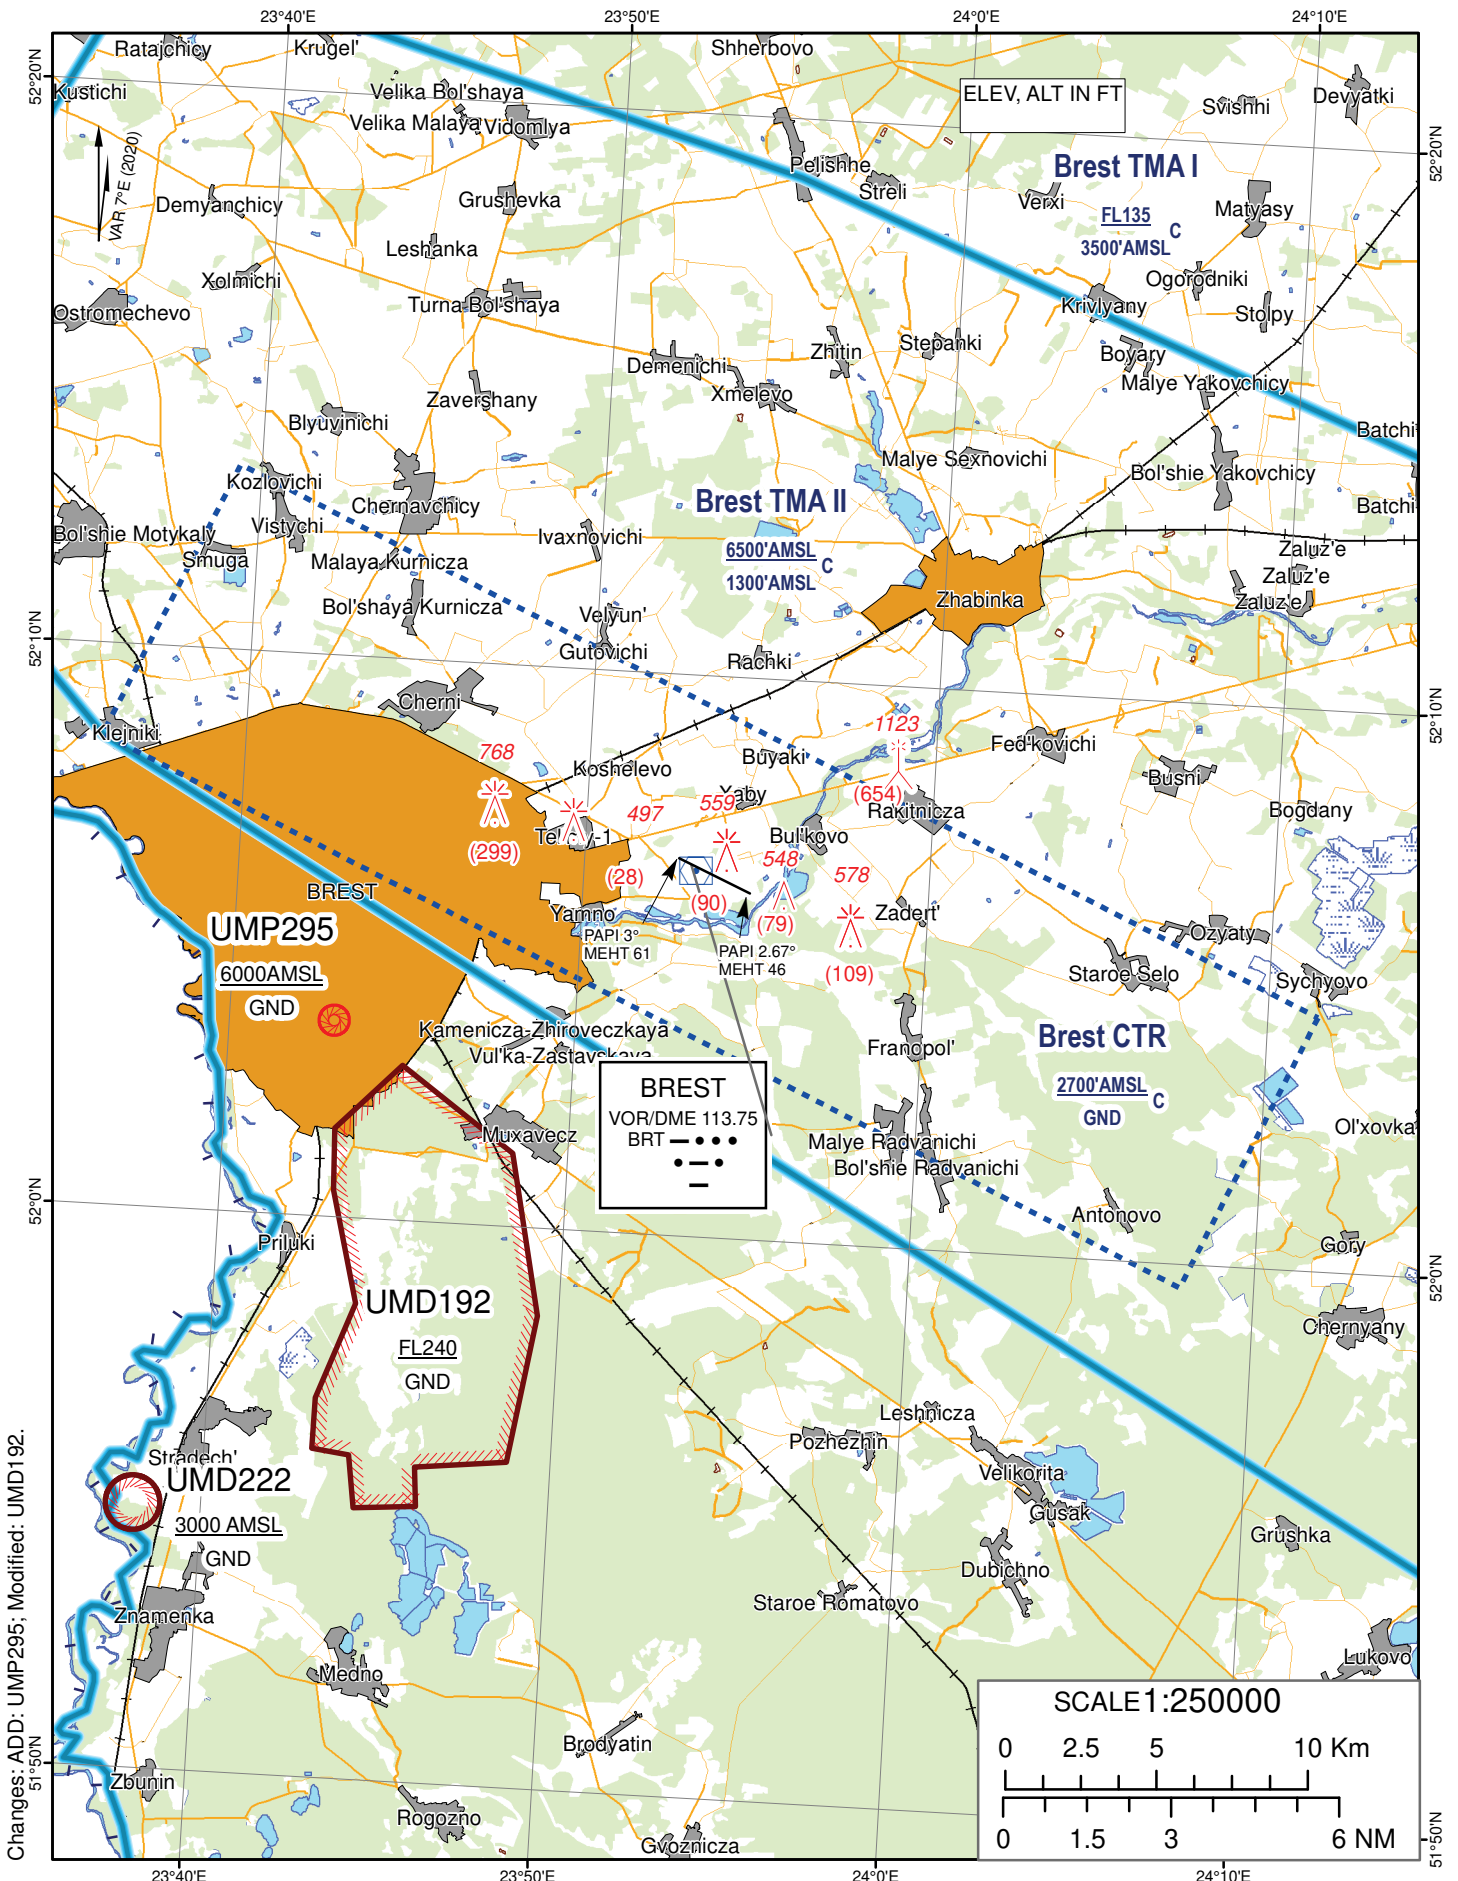 23°40'E
23°50'E
24°0'E
24°10'E
Ratajchicy
Krugel'
Shherbovo
52°20'N
Kustichi
Velika Bol'shaya
ELEV, ALT IN FT
Svishhi
Devyatki
Velika Malaya
Vidomlya
VAR 7°E (2020)
Pelishhe
Brest TMA I
52°20'N
Streli
Demyanchicy
Grushevka
Verxi
FL135
C
3500'AMSL
Matyasy
Leshanka
Xolmichi
Ogorodniki
Ostromechevo
Turna Bol'shaya
Krivlyany
Stolpy
Demenichi
Zhitin
Stepanki
Boyary
Malye Yakovchicy
Zavershany
Xmelevo
Blyuvinichi
Batchi
Malye Sexnovichi
Bol'shie Yakovchicy
Kozlovichi
Chernavchicy
Brest TMA II
Batchi
Vistychi
Bol'shie Motykaly
Ivaxnovichi
6500'AMSL
C
1300'AMSL
Smuga
Malaya Kurnicza
Zaluz'e
Zaluz'e
Zaluz'e
Zhabinka
Bol'shaya Kurnicza
Velyun'
52°10'N
Gutovichi
Rachki
Cherni
52°10'N
Klejniki
1123
768
Koshelevo
Buyaki
Fed'kovichi
Busni
Xaby
(654)
559
497
Rakitnicza
Bogdany
(299)
Bul'kovo
548
(28)
578
BREST
(90)
Yamno
(79)
Zadert'
UMP295
PAPI 3°
MEHT 61
PAPI 2.67°
MEHT 46
(109)
Ozyaty
Staroe Selo
Sychyovo
6000AMSL
GND
Kamenicza-Zhiroveczkaya
Vul'ka-Zastavskaya
Franopol'
Brest CTR
2700'AMSL
C
GND
BREST
VOR/DME 113.75
BRT
Muxavecz
Malye Radvanichi
Bol'shie Radvanichi
Ol'xovka
52°0'N
Antonovo
Priluki
Gory
52°0'N
UMD192
FL240
GND
Chernyany
Leshnicza
Pozhezhin
Stradech'
Velikorita
UMD222
3000 AMSL
GND
Gusak
Grushka
Dubichno
Znamenka
Staroe Romatovo
Medno
Lukovo
Brodyatin
SCALE 1:250000
0 2.5 5 10 Km
0 1.5 3 6 NM
51°50'N
Zbunin
Rogozno
Gvoznicza
51°50'N
23°40'E
23°50'E
24°0'E
24°10'E
Changes: ADD: UMP295; Modified: UMD192.